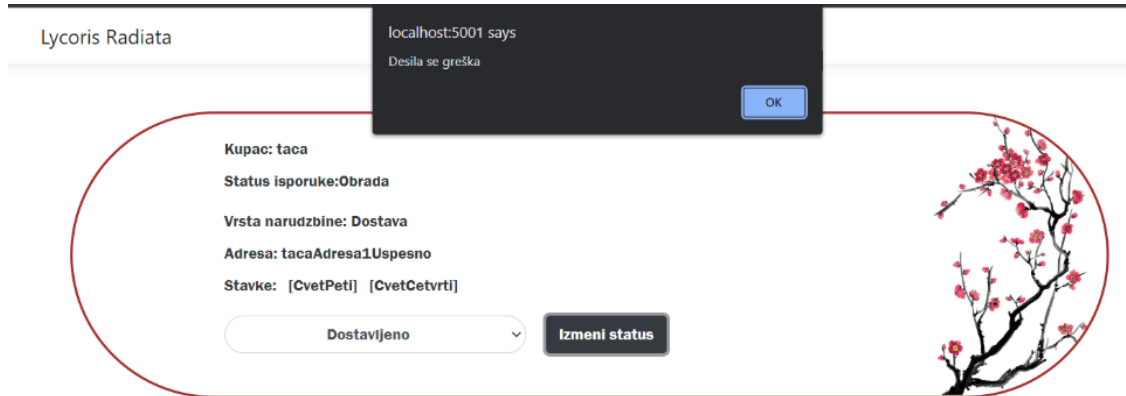 Lycoris Radiata
localhost:5001 says
Desila se greška
OK
Kupac: taca
Status isporuke:Obrada
Vrsta narudzbine: Dostava
Adresa: tacaAdresa1Uspesno
Stavke: [CvetPeti] [CvetCetvrti]
Dostavljeno
Izmeni status